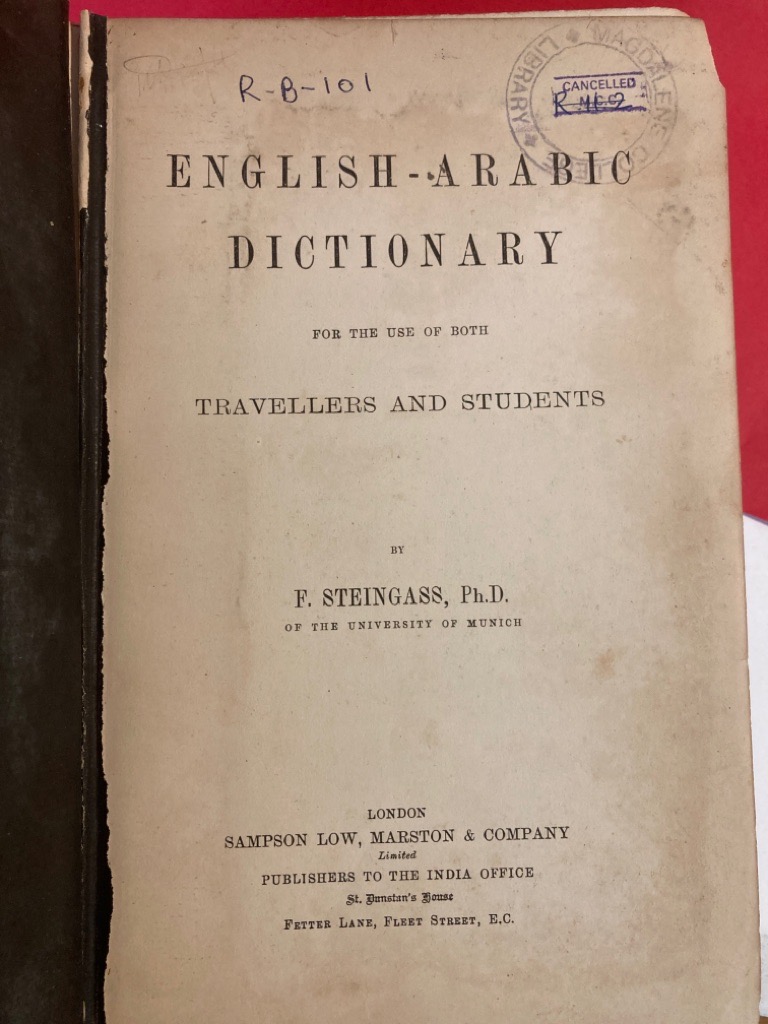 R-B-101
MAGDALENE COLLEGE
LIBRARY
CANCELLED
ENGLISH-ARABIC
DICTIONARY
FOR THE USE OF BOTH
TRAVELLERS AND STUDENTS
BY
F. STEINGASS, Ph.D.
OF THE UNIVERSITY OF MUNICH
LONDON
SAMPSON LOW, MARSTON & COMPANY
Limited
PUBLISHERS TO THE INDIA OFFICE
St. Dunstan's House
FETTER LANE, FLEET STREET, E.C.